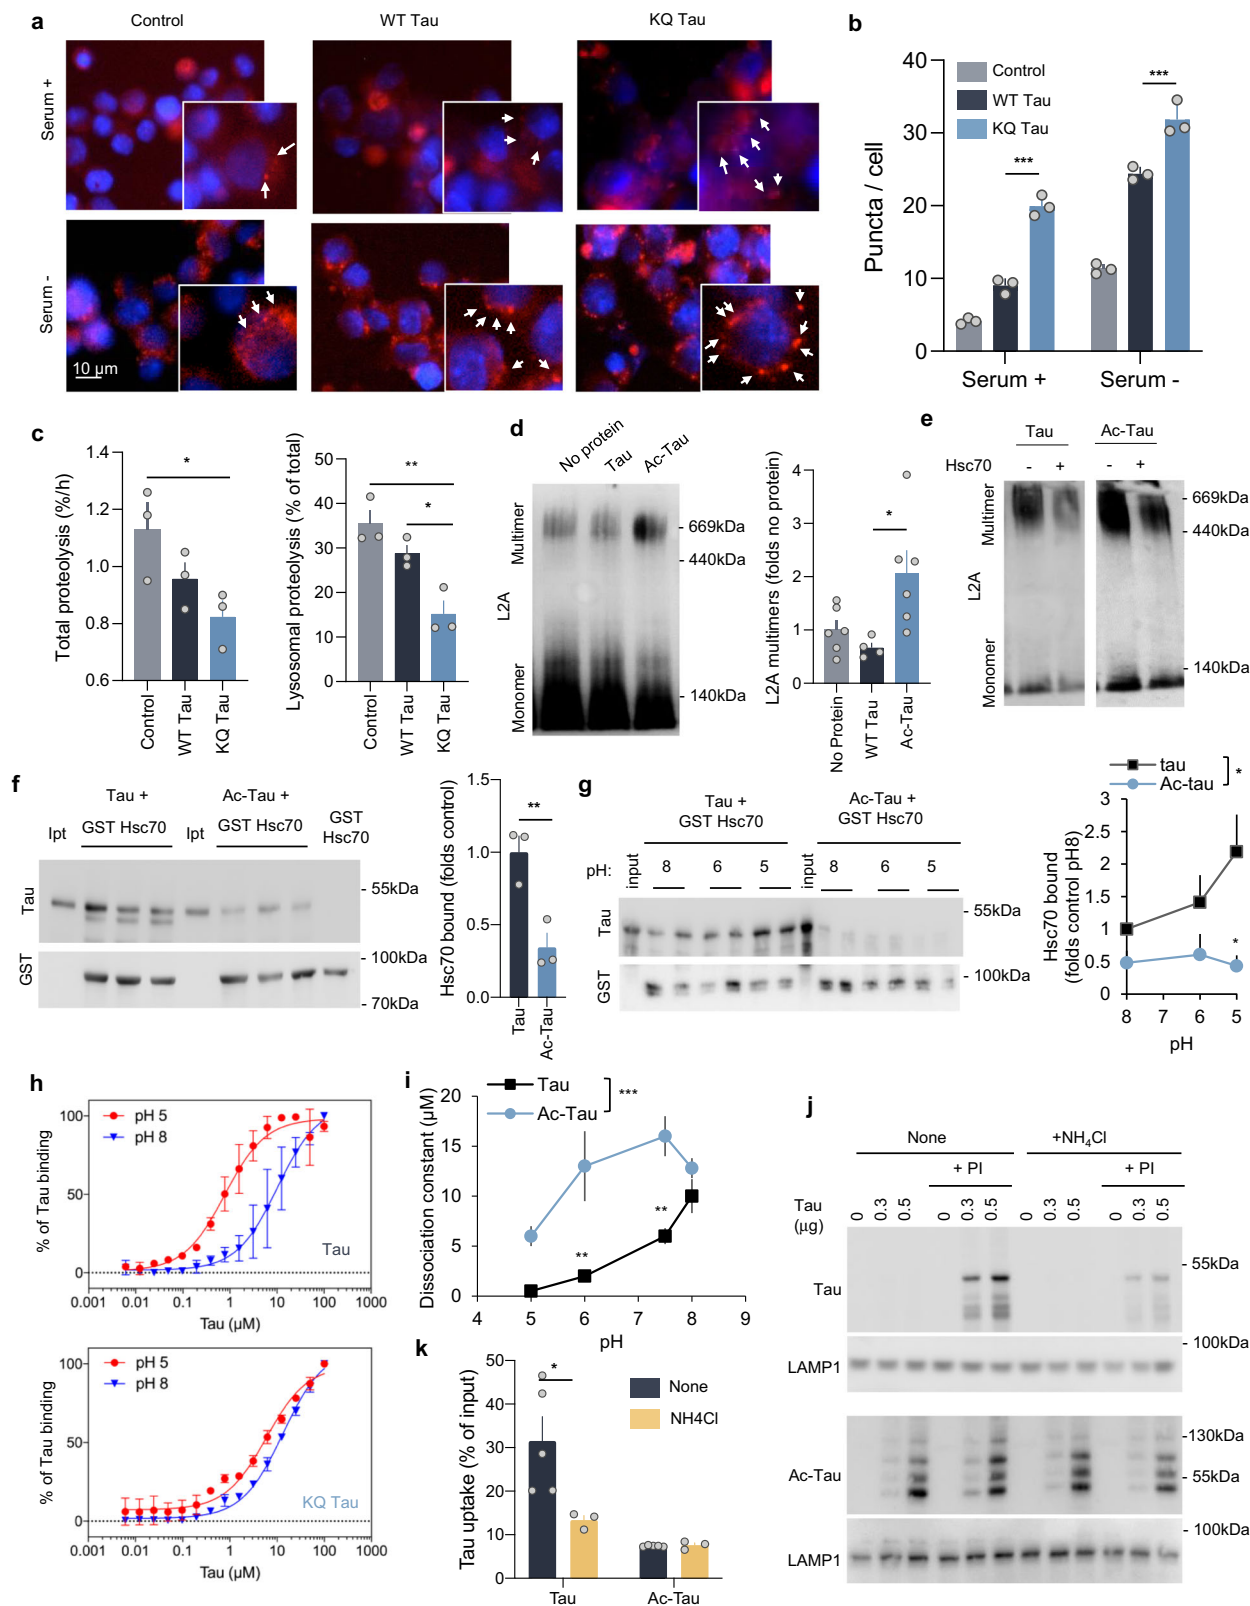 a
Control
WT Tau
KQ Tau
Serum +
Serum -
10 µm
b
Control
WT Tau
KQ Tau
***
***
Puncta / cell
40
30
20
10
0
Serum +
Serum -
c
Total proteolysis (%/h)
1.4
1.2
1.0
0.8
0.6
*
Control
WT Tau
KQ Tau
Lysosomal proteolysis (% of total)
50
40
30
20
10
0
**
*
Control
WT Tau
KQ Tau
d
No protein
Tau
Ac-Tau
Multimer
L2A
Monomer
- 669kDa
- 440kDa
- 140kDa
L2A multimers (folds no protein)
4
3
2
1
0
*
No Protein
WT Tau
Ac-Tau
e
Tau
Ac-Tau
Hsc70
- + - +
Multimer
L2A
Monomer
- 669kDa
- 440kDa
- 140kDa
f
Tau +
GST Hsc70
Ac-Tau +
GST Hsc70
GST
Hsc70
Ipt
Ipt
Tau
GST
- 55kDa
- 100kDa
- 70kDa
Hsc70 bound (folds control)
1.5
1.0
0.5
0.0
**
Tau
Ac-Tau
g
Tau +
GST Hsc70
Ac-Tau +
GST Hsc70
pH:
input
8 6 5
input
8 6 5
Tau
GST
- 55kDa
- 100kDa
tau
Ac-tau
*
Hsc70 bound
(folds control pH8)
3
2.5
2
1.5
1
0.5
0
*
8 7 6 5
pH
h
pH 5
pH 8
% of Tau binding
100
50
0
Tau
0.001 0.01 0.1 1 10 100 1000
Tau (µM)
pH 5
pH 8
% of Tau binding
100
50
0
KQ Tau
0.001 0.01 0.1 1 10 100 1000
Tau (µM)
i
Tau
Ac-Tau
***
Dissociation constant (µM)
20
15
10
5
0
**
**
4 5 6 7 8 9
pH
j
None
+NH₄Cl
+ PI
+ PI
Tau
(µg)
0 0.3 0.5 0 0.3 0.5 0 0.3 0.5 0 0.3 0.5
Tau
- 55kDa
- 100kDa
LAMP1
Ac-Tau
- 130kDa
- 55kDa
- 100kDa
LAMP1
k
Tau uptake (% of input)
50
40
30
20
10
0
*
None
NH4Cl
Tau
Ac-Tau